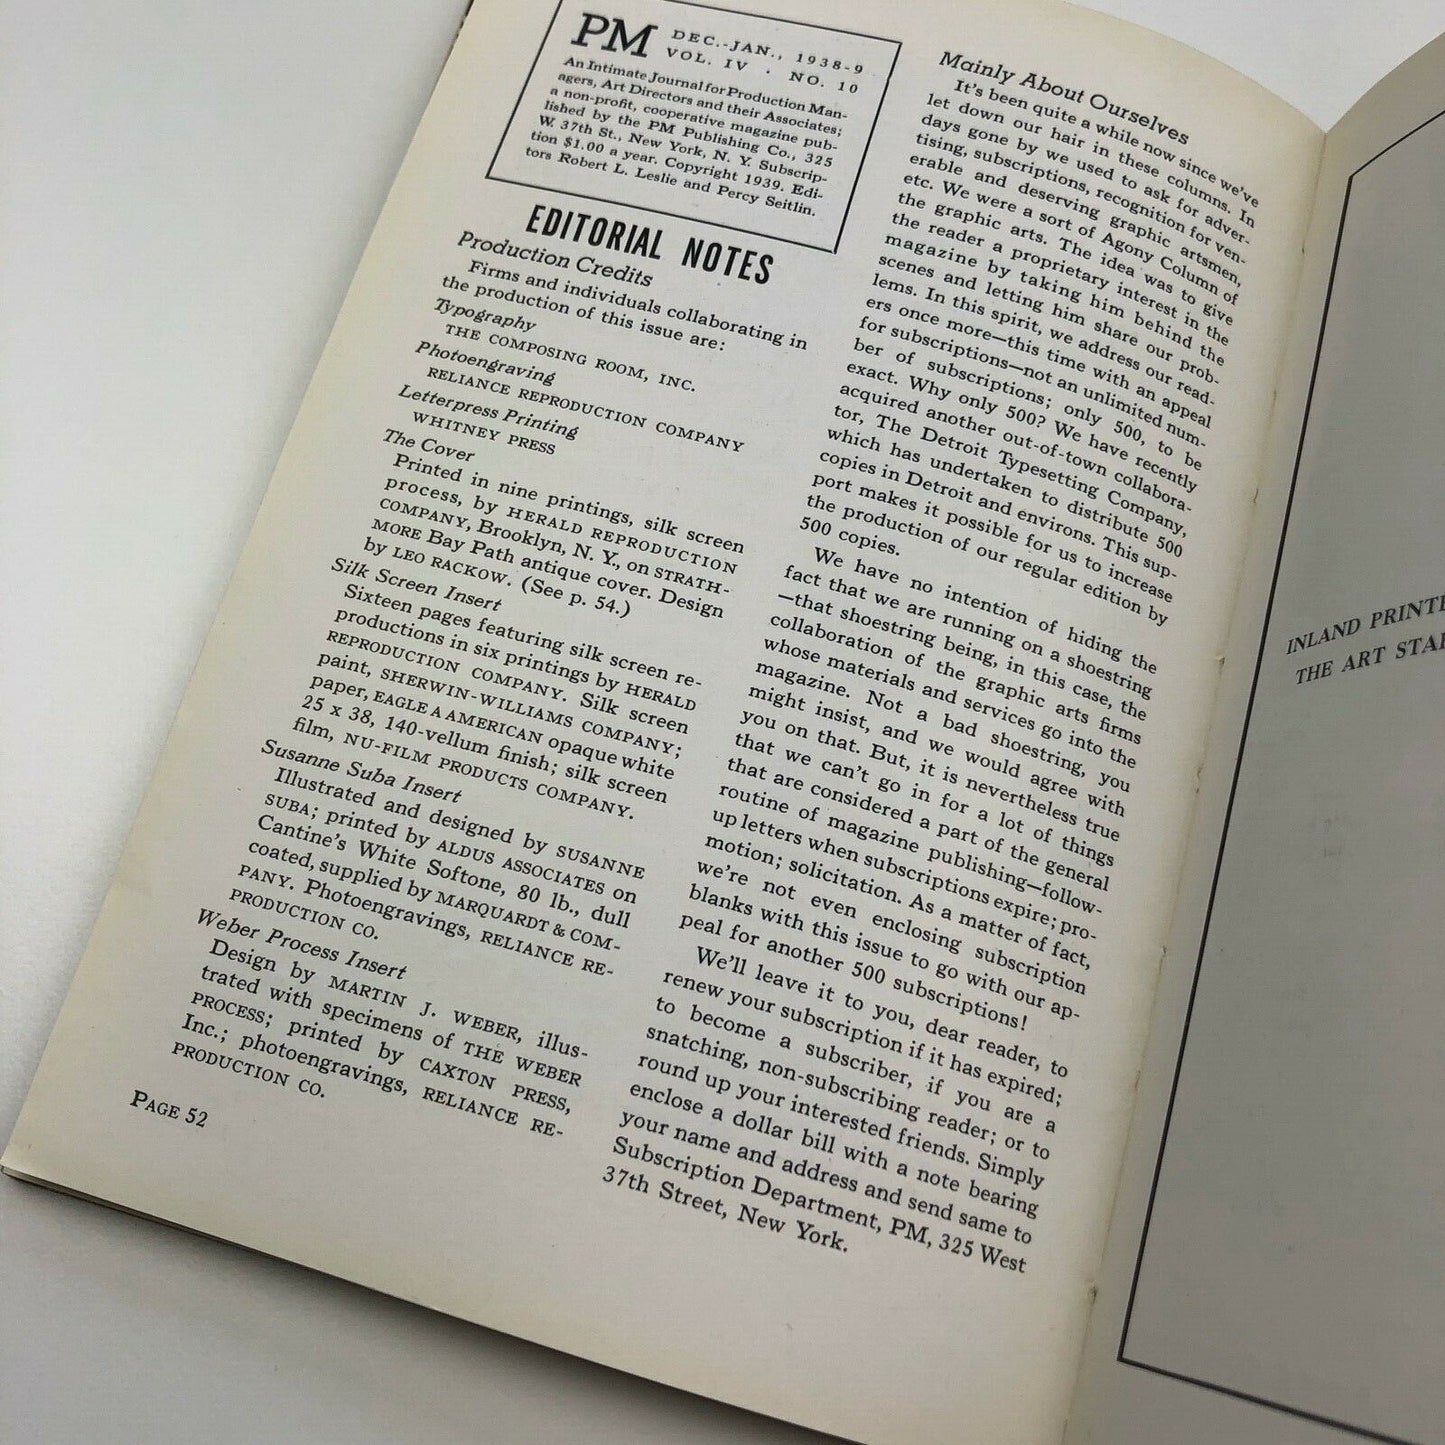 PM
DEC.-JAN., 1938-9
VOL. IV . NO. 10
An Intimate Journal for Production Man-
agers, Art Directors and their Associates;
a non-profit, cooperative magazine pub-
lished by the PM Publishing Co., 325
W. 37th St., New York, N. Y. Subscrip-
tion $1.00 a year. Copyright 1939. Edi-
tors Robert L. Leslie and Percy Seitlin.
EDITORIAL NOTES
Production Credits
Firms and individuals collaborating in
the production of this issue are:
Typography
THE COMPOSING ROOM, INC.
Photoengraving
RELIANCE REPRODUCTION COMPANY
Letterpress Printing
WHITNEY PRESS
The Cover
Printed in nine printings, silk screen
process, by HERALD REPRODUCTION
COMPANY, Brooklyn, N. Y., on STRATH-
MORE Bay Path antique cover. Design
by LEO RACKOW. (See p. 54.)
Silk Screen Insert
Sixteen pages featuring silk screen re-
productions in six printings by HERALD
REPRODUCTION COMPANY. Silk screen
paint, SHERWIN-WILLIAMS COMPANY;
paper, EAGLE A AMERICAN opaque white
25 x 38, 140-vellum finish; silk screen
film, NU-FILM PRODUCTS COMPANY.
Susanne Suba Insert
Illustrated and designed by SUSANNE
SUBA; printed by ALDUS ASSOCIATES on
Cantine's White Softone, 80 lb., dull
coated, supplied by MARQUARDT & COM-
PANY. Photoengravings, RELIANCE RE-
PRODUCTION CO.
Weber Process Insert
Design by MARTIN J. WEBER, illus-
trated with specimens of THE WEBER
PROCESS; printed by CAXTON PRESS,
Inc.; photoengravings, RELIANCE RE-
PRODUCTION CO.
PAGE 52
Mainly About Ourselves
It's been quite a while now since we've
let down our hair in these columns. In
days gone by we used to ask for adver-
tising, subscriptions, recognition for ven-
erable and deserving graphic artsmen,
etc. We were a sort of Agony Column of
the graphic arts. The idea was to give
the reader a proprietary interest in the
magazine by taking him behind the
scenes and letting him share our prob-
lems. In this spirit, we address our read-
ers once more—this time with an appeal
for subscriptions—not an unlimited num-
ber of subscriptions; only 500, to be
exact. Why only 500? We have recently
acquired another out-of-town collabora-
tor, The Detroit Typesetting Company,
which has undertaken to distribute 500
copies in Detroit and environs. This sup-
port makes it possible for us to increase
the production of our regular edition by
500 copies.
We have no intention of hiding the
fact that we are running on a shoestring
—that shoestring being, in this case, the
collaboration of the graphic arts firms
whose materials and services go into the
magazine. Not a bad shoestring, you
might insist, and we would agree with
you on that. But, it is nevertheless true
that we can't go in for a lot of things
that are considered a part of the general
routine of magazine publishing—follow-
up letters when subscriptions expire; pro-
motion; solicitation. As a matter of fact,
we're not even enclosing subscription
blanks with this issue to go with our ap-
peal for another 500 subscriptions!
We'll leave it to you, dear reader, to
renew your subscription if it has expired;
to become a subscriber, if you are a
snatching, non-subscribing reader; or to
round up your interested friends. Simply
enclose a dollar bill with a note bearing
your name and address and send same to
Subscription Department, PM, 325 West
37th Street, New York.
INLAND
THE ART